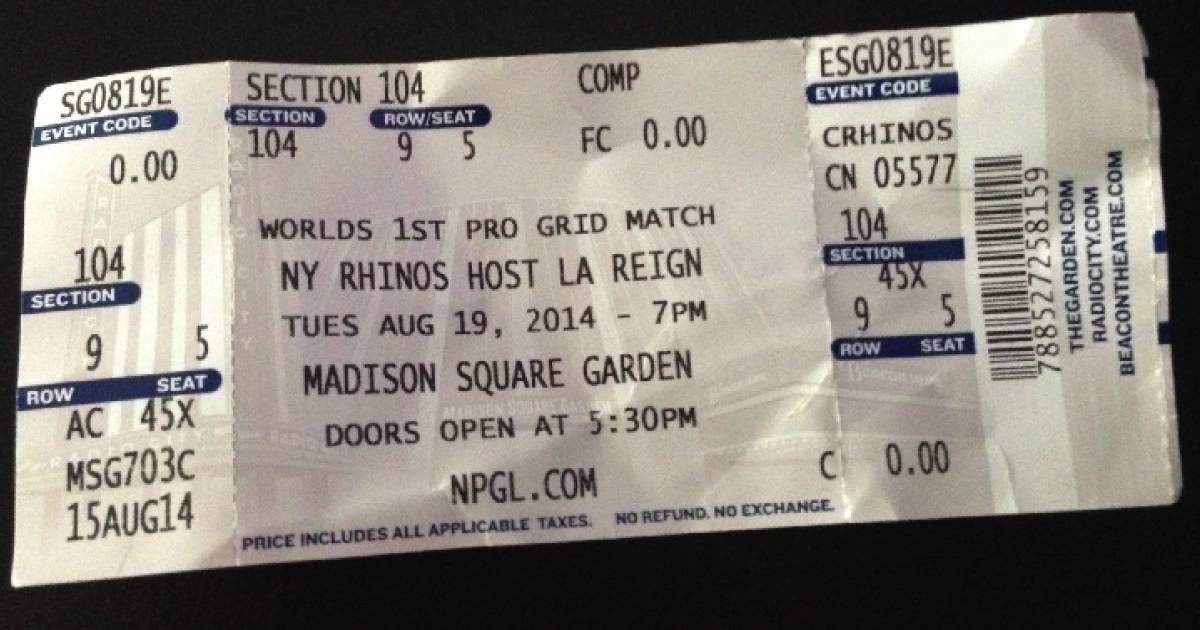 SG0819E
EVENT CODE
0.00
104
SECTION
9 5
ROW SEAT
AC 45X
MSG703C
15AUG14
SECTION 104 COMP
SECTION ROW/SEAT
104 9 5 FC 0.00
WORLDS 1ST PRO GRID MATCH
NY RHINOS HOST LA REIGN
TUES AUG 19, 2014 - 7PM
MADISON SQUARE GARDEN
DOORS OPEN AT 5:30PM
NPGL.COM
PRICE INCLUDES ALL APPLICABLE TAXES. NO REFUND. NO EXCHANGE.
ESG0819E
EVENT CODE
CRHINOS
CN 05577
104
SECTION
45X
9 5
ROW SEAT
C 0.00
788527258159
THEGARDEN.COM
RADIOCITY.COM
BEACONTHEATRE.COM